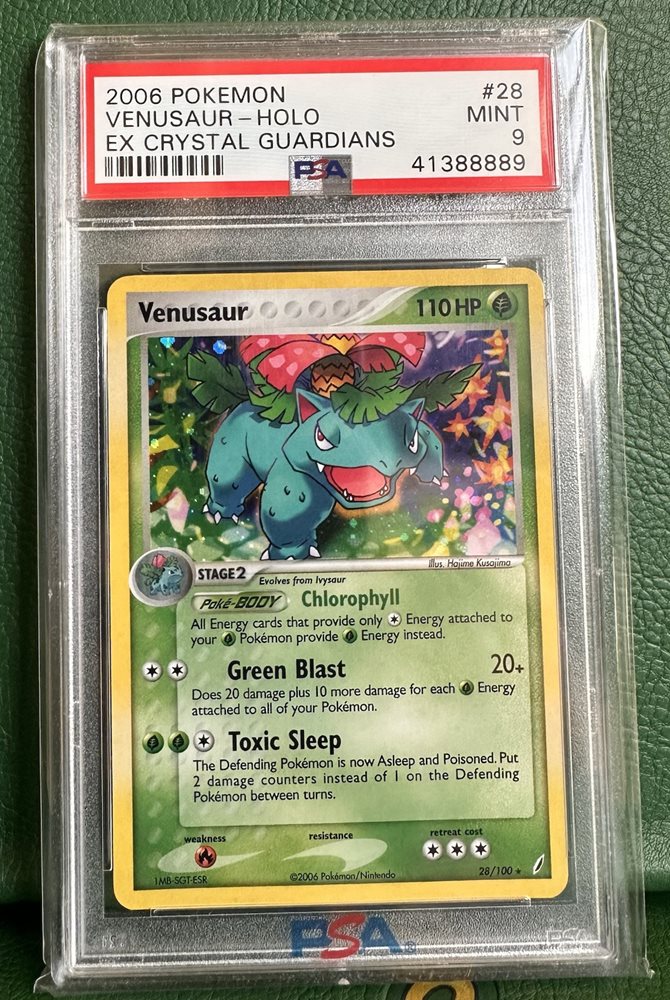 2006 POKEMON #28
VENUSAUR - HOLO MINT
EX CRYSTAL GUARDIANS 9
PSA 41388889
Venusaur 110 HP
Illus. Hajime Kusajima
STAGE2 Evolves from Ivysaur
Poké-BODY Chlorophyll
All Energy cards that provide only Energy attached to
your Pokémon provide Energy instead.
Green Blast 20+
Does 20 damage plus 10 more damage for each Energy
attached to all of your Pokémon.
Toxic Sleep
The Defending Pokémon is now Asleep and Poisoned. Put
2 damage counters instead of 1 on the Defending
Pokémon between turns.
weakness resistance retreat cost
1MB-SGT-ESR ©2006 Pokémon/Nintendo 28/100 ★
PSA®